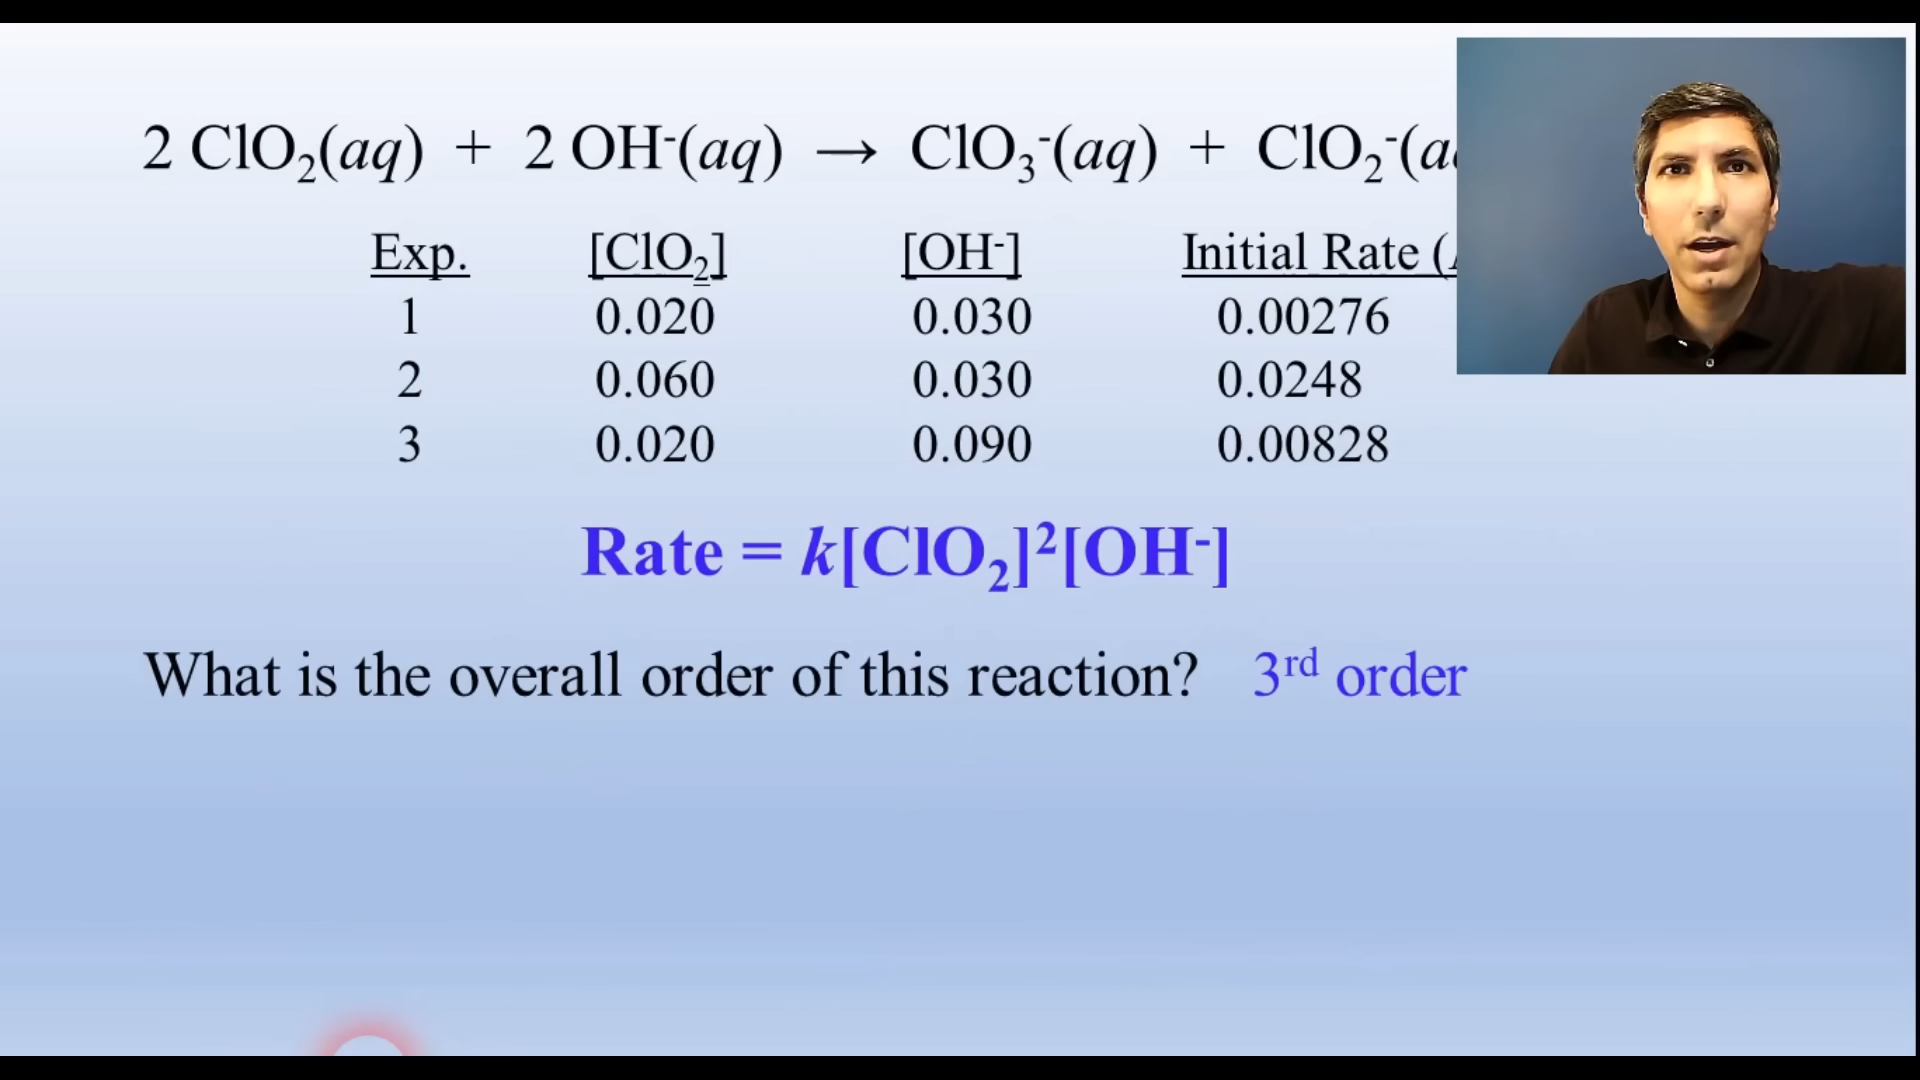 2 ClO₂(aq) + 2 OH⁻(aq) → ClO₃⁻(aq) + ClO₂⁻(a
Exp. [ClO₂] [OH⁻] Initial Rate (
1 0.020 0.030 0.00276
2 0.060 0.030 0.0248
3 0.020 0.090 0.00828
Rate = k[ClO₂]²[OH⁻]
What is the overall order of this reaction? 3ʳᵈ order